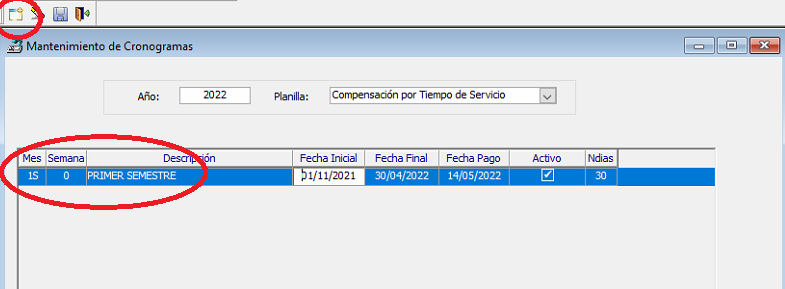 Mantenimiento de Cronogramas
Año: 2022 Planilla: Compensación por Tiempo de Servicio
Mes Semana Descripción Fecha Inicial Fecha Final Fecha Pago Activo Ndias
1S 0 PRIMER SEMESTRE 01/11/2021 30/04/2022 14/05/2022 30